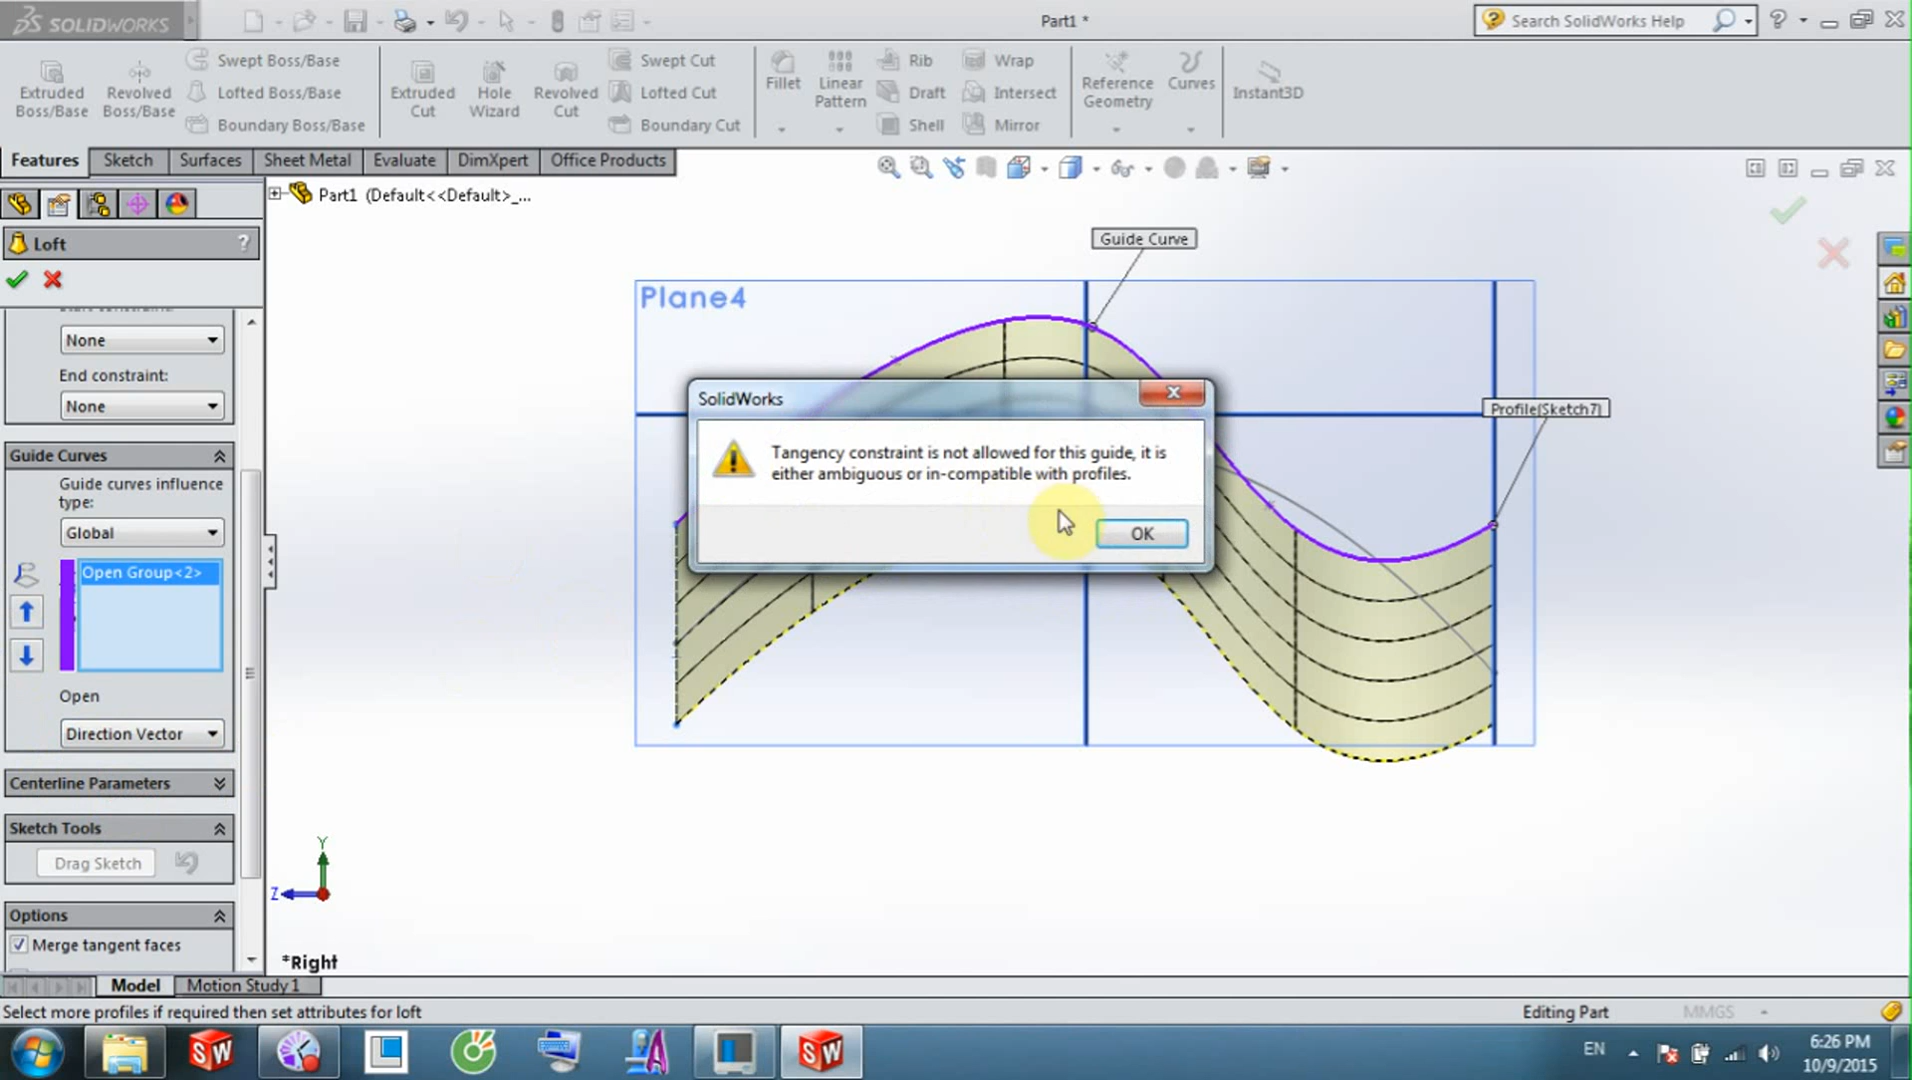 SOLIDWORKS
Part1 *
Search SolidWorks Help
Extruded Boss/Base
Revolved Boss/Base
Swept Boss/Base
Lofted Boss/Base
Boundary Boss/Base
Extruded Cut
Hole Wizard
Revolved Cut
Swept Cut
Lofted Cut
Boundary Cut
Fillet
Linear Pattern
Rib
Draft
Shell
Wrap
Intersect
Mirror
Reference Geometry
Curves
Instant3D
Features
Sketch
Surfaces
Sheet Metal
Evaluate
DimXpert
Office Products
Part1 (Default<<Default>_...
Loft
?
None
End constraint:
None
Guide Curves
Guide curves influence
type:
Global
Open Group<2>
Open
Direction Vector
Centerline Parameters
Sketch Tools
Drag Sketch
Options
Merge tangent faces
Guide Curve
Plane4
Profile(Sketch7)
SolidWorks
Tangency constraint is not allowed for this guide, it is
either ambiguous or in-compatible with profiles.
OK
Y
Z
*Right
Model
Motion Study 1
Select more profiles if required then set attributes for loft
Editing Part
MMGS
EN
6:26 PM
10/9/2015